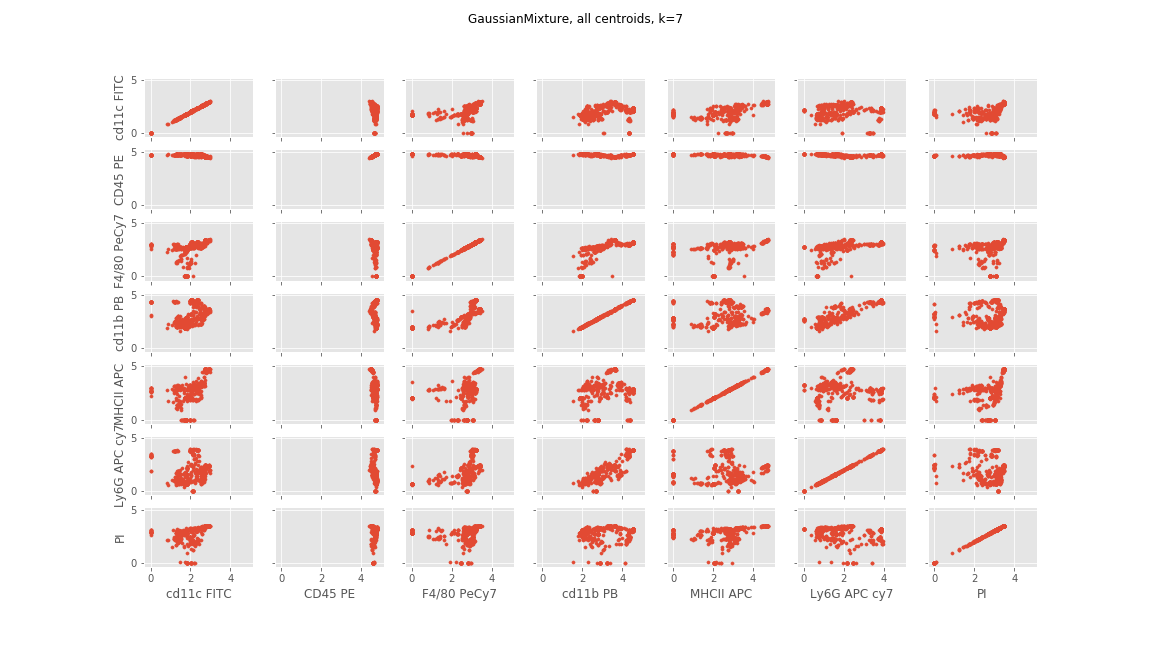 GaussianMixture, all centroids, k=7
cd11c FITC
5
0
CD45 PE
5
0
F4/80 PeCy7
5
0
cd11b PB
5
0
MHCII APC
5
0
Ly6G APC cy7
5
0
PI
5
0
0 2 4 0 2 4 0 2 4 0 2 4 0 2 4 0 2 4 0 2 4
cd11c FITC CD45 PE F4/80 PeCy7 cd11b PB MHCII APC Ly6G APC cy7 PI